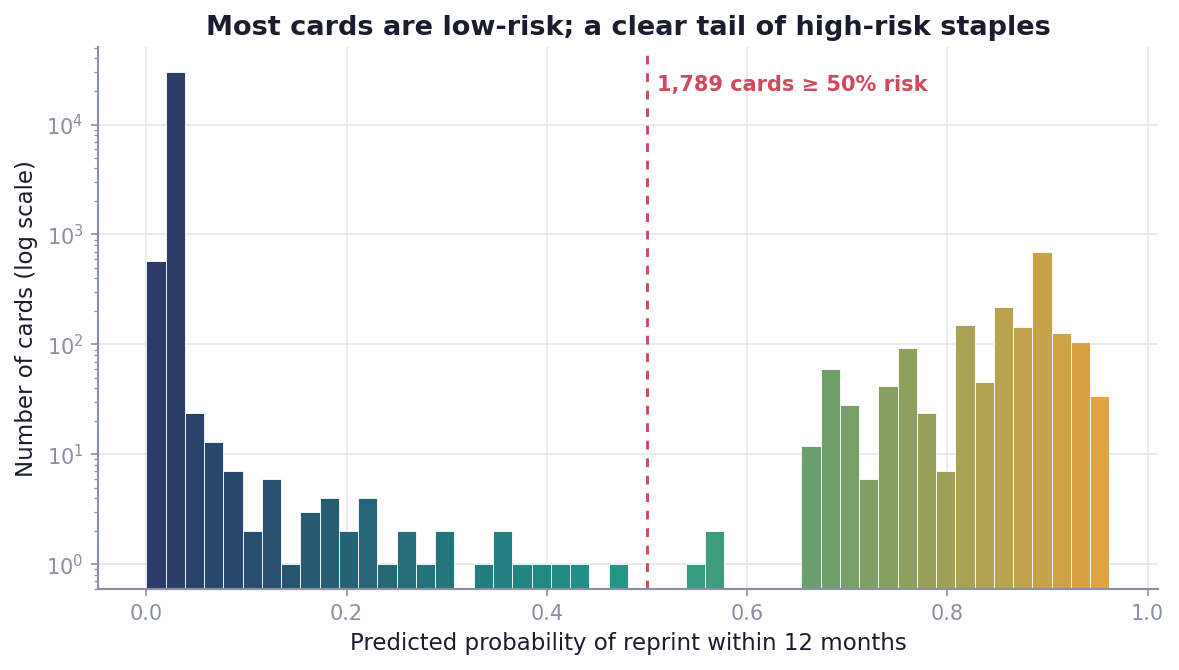 Most cards are low-risk; a clear tail of high-risk staples
1,789 cards ≥ 50% risk
Number of cards (log scale)
10⁴
10³
10²
10¹
10⁰
0.0 0.2 0.4 0.6 0.8 1.0
Predicted probability of reprint within 12 months